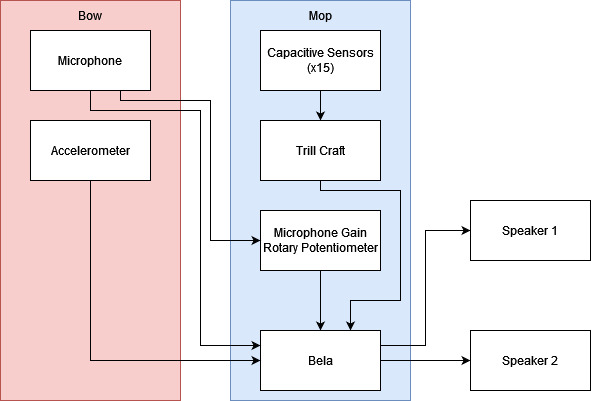 Bow
Microphone
Accelerometer
Mop
Capacitive Sensors
(x15)
Trill Craft
Microphone Gain
Rotary Potentiometer
Bela
Speaker 1
Speaker 2